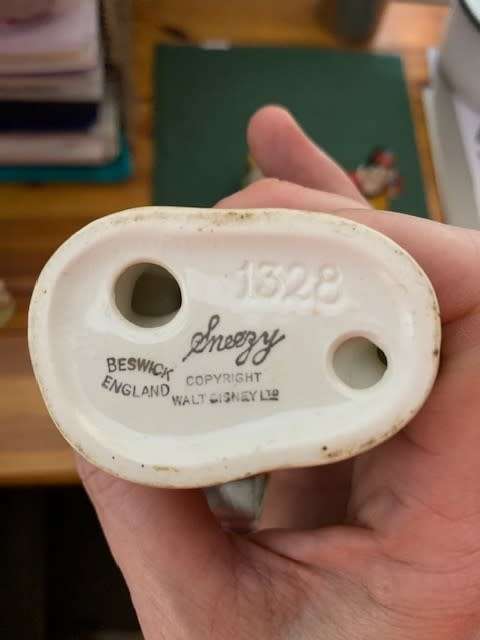 1328
Sneezy
BESWICK
ENGLAND
COPYRIGHT
WALT DISNEY LTD